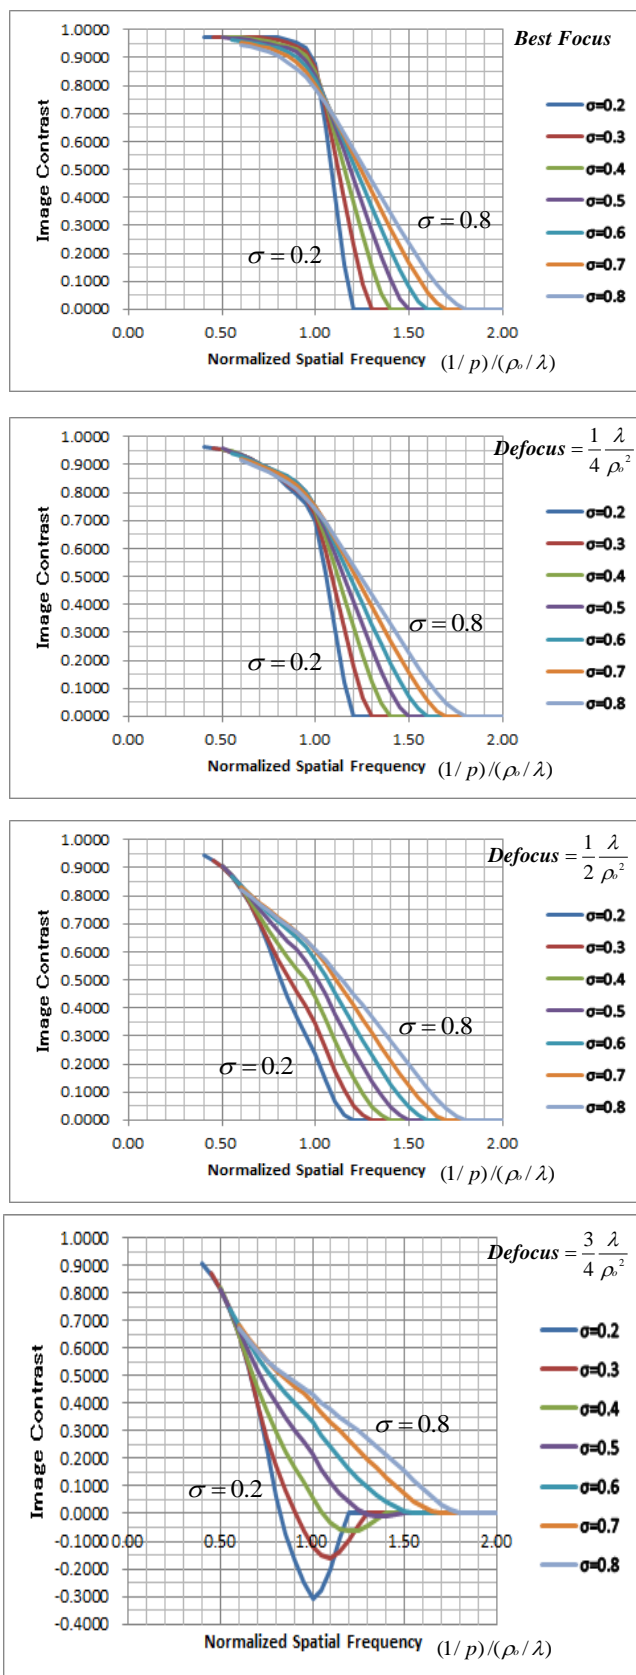 Best Focus
1.0000
0.9000
0.8000
0.7000
0.6000
0.5000
0.4000
0.3000
0.2000
0.1000
0.0000
Image Contrast
σ = 0.2
σ = 0.8
σ=0.2
σ=0.3
σ=0.4
σ=0.5
σ=0.6
σ=0.7
σ=0.8
0.00 0.50 1.00 1.50 2.00
Normalized Spatial Frequency (1/p)/(ρₒ/λ)
Defocus = 1/4 λ/ρₒ²
1.0000
0.9000
0.8000
0.7000
0.6000
0.5000
0.4000
0.3000
0.2000
0.1000
0.0000
Image Contrast
σ = 0.8
σ = 0.2
σ=0.2
σ=0.3
σ=0.4
σ=0.5
σ=0.6
σ=0.7
σ=0.8
0.00 0.50 1.00 1.50 2.00
Normalized Spatial Frequency (1/p)/(ρₒ/λ)
Defocus = 1/2 λ/ρₒ²
1.0000
0.9000
0.8000
0.7000
0.6000
0.5000
0.4000
0.3000
0.2000
0.1000
0.0000
Image Contrast
σ = 0.8
σ = 0.2
σ=0.2
σ=0.3
σ=0.4
σ=0.5
σ=0.6
σ=0.7
σ=0.8
0.00 0.50 1.00 1.50 2.00
Normalized Spatial Frequency (1/p)/(ρₒ/λ)
Defocus = 3/4 λ/ρₒ²
1.0000
0.9000
0.8000
0.7000
0.6000
0.5000
0.4000
0.3000
0.2000
0.1000
0.0000
-0.1000
-0.2000
-0.3000
-0.4000
Image Contrast
σ = 0.8
σ = 0.2
σ=0.2
σ=0.3
σ=0.4
σ=0.5
σ=0.6
σ=0.7
σ=0.8
0.00 0.50 1.00 1.50 2.00
Normalized Spatial Frequency (1/p)/(ρₒ/λ)